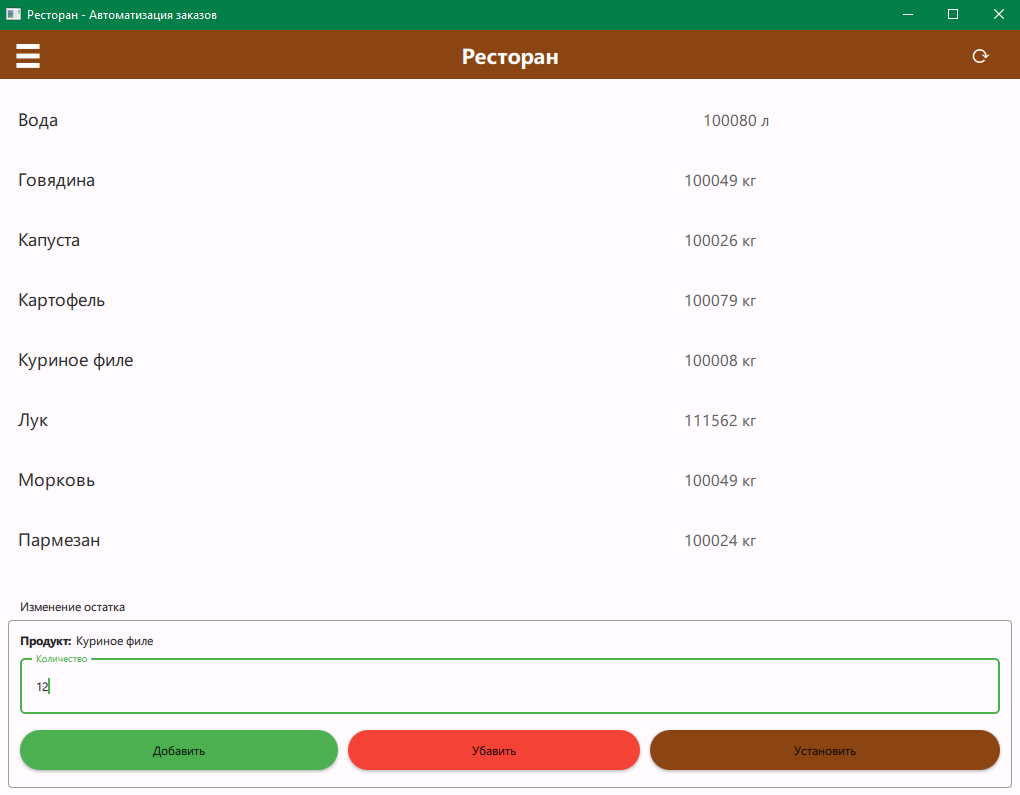 Ресторан - Автоматизация заказов
Ресторан
Вода 100080 л
Говядина 100049 кг
Капуста 100026 кг
Картофель 100079 кг
Куриное филе 100008 кг
Лук 111562 кг
Морковь 100049 кг
Пармезан 100024 кг
Изменение остатка
Продукт: Куриное филе
Количество
12
Добавить Убавить Установить